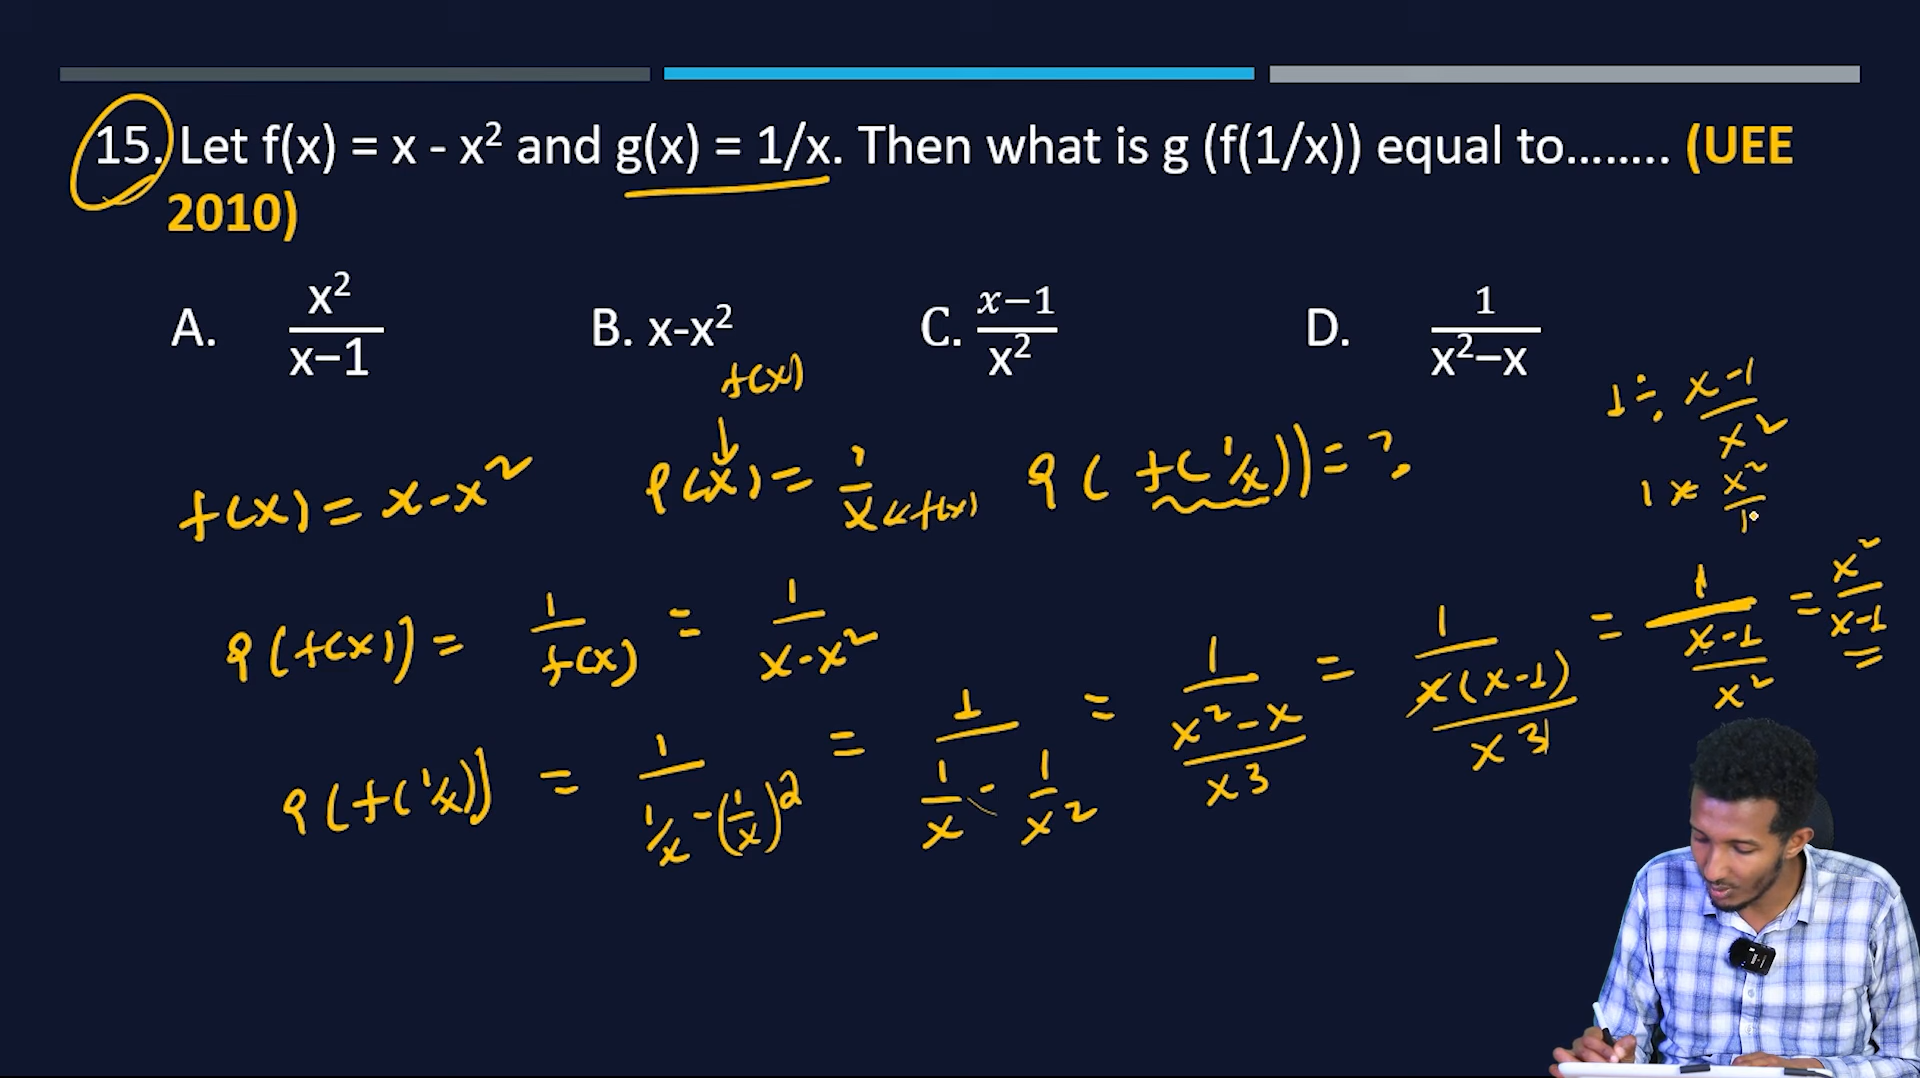 15. Let f(x) = x - x² and g(x) = 1/x. Then what is g (f(1/x)) equal to…….. (UEE
2010)
A. x²/(x−1) B. x-x² C. (x−1)/x² D. 1/(x²−x)
f(x)
1 ÷ (x-1)/x²
f(x) = x-x² g(x) = 1/x ← f(x) g(f(1/x)) = ?
1 × x²/1
g(f(x)) = 1/f(x) = 1/(x-x²)
g(f(1/x)) = 1/(1/x-(1/x)²) = 1/(1/x - 1/x²) = 1/((x²-x)/x3) = 1/(x(x-1)/x3) = 1/((x-1)/x²) = x²/(x-1)